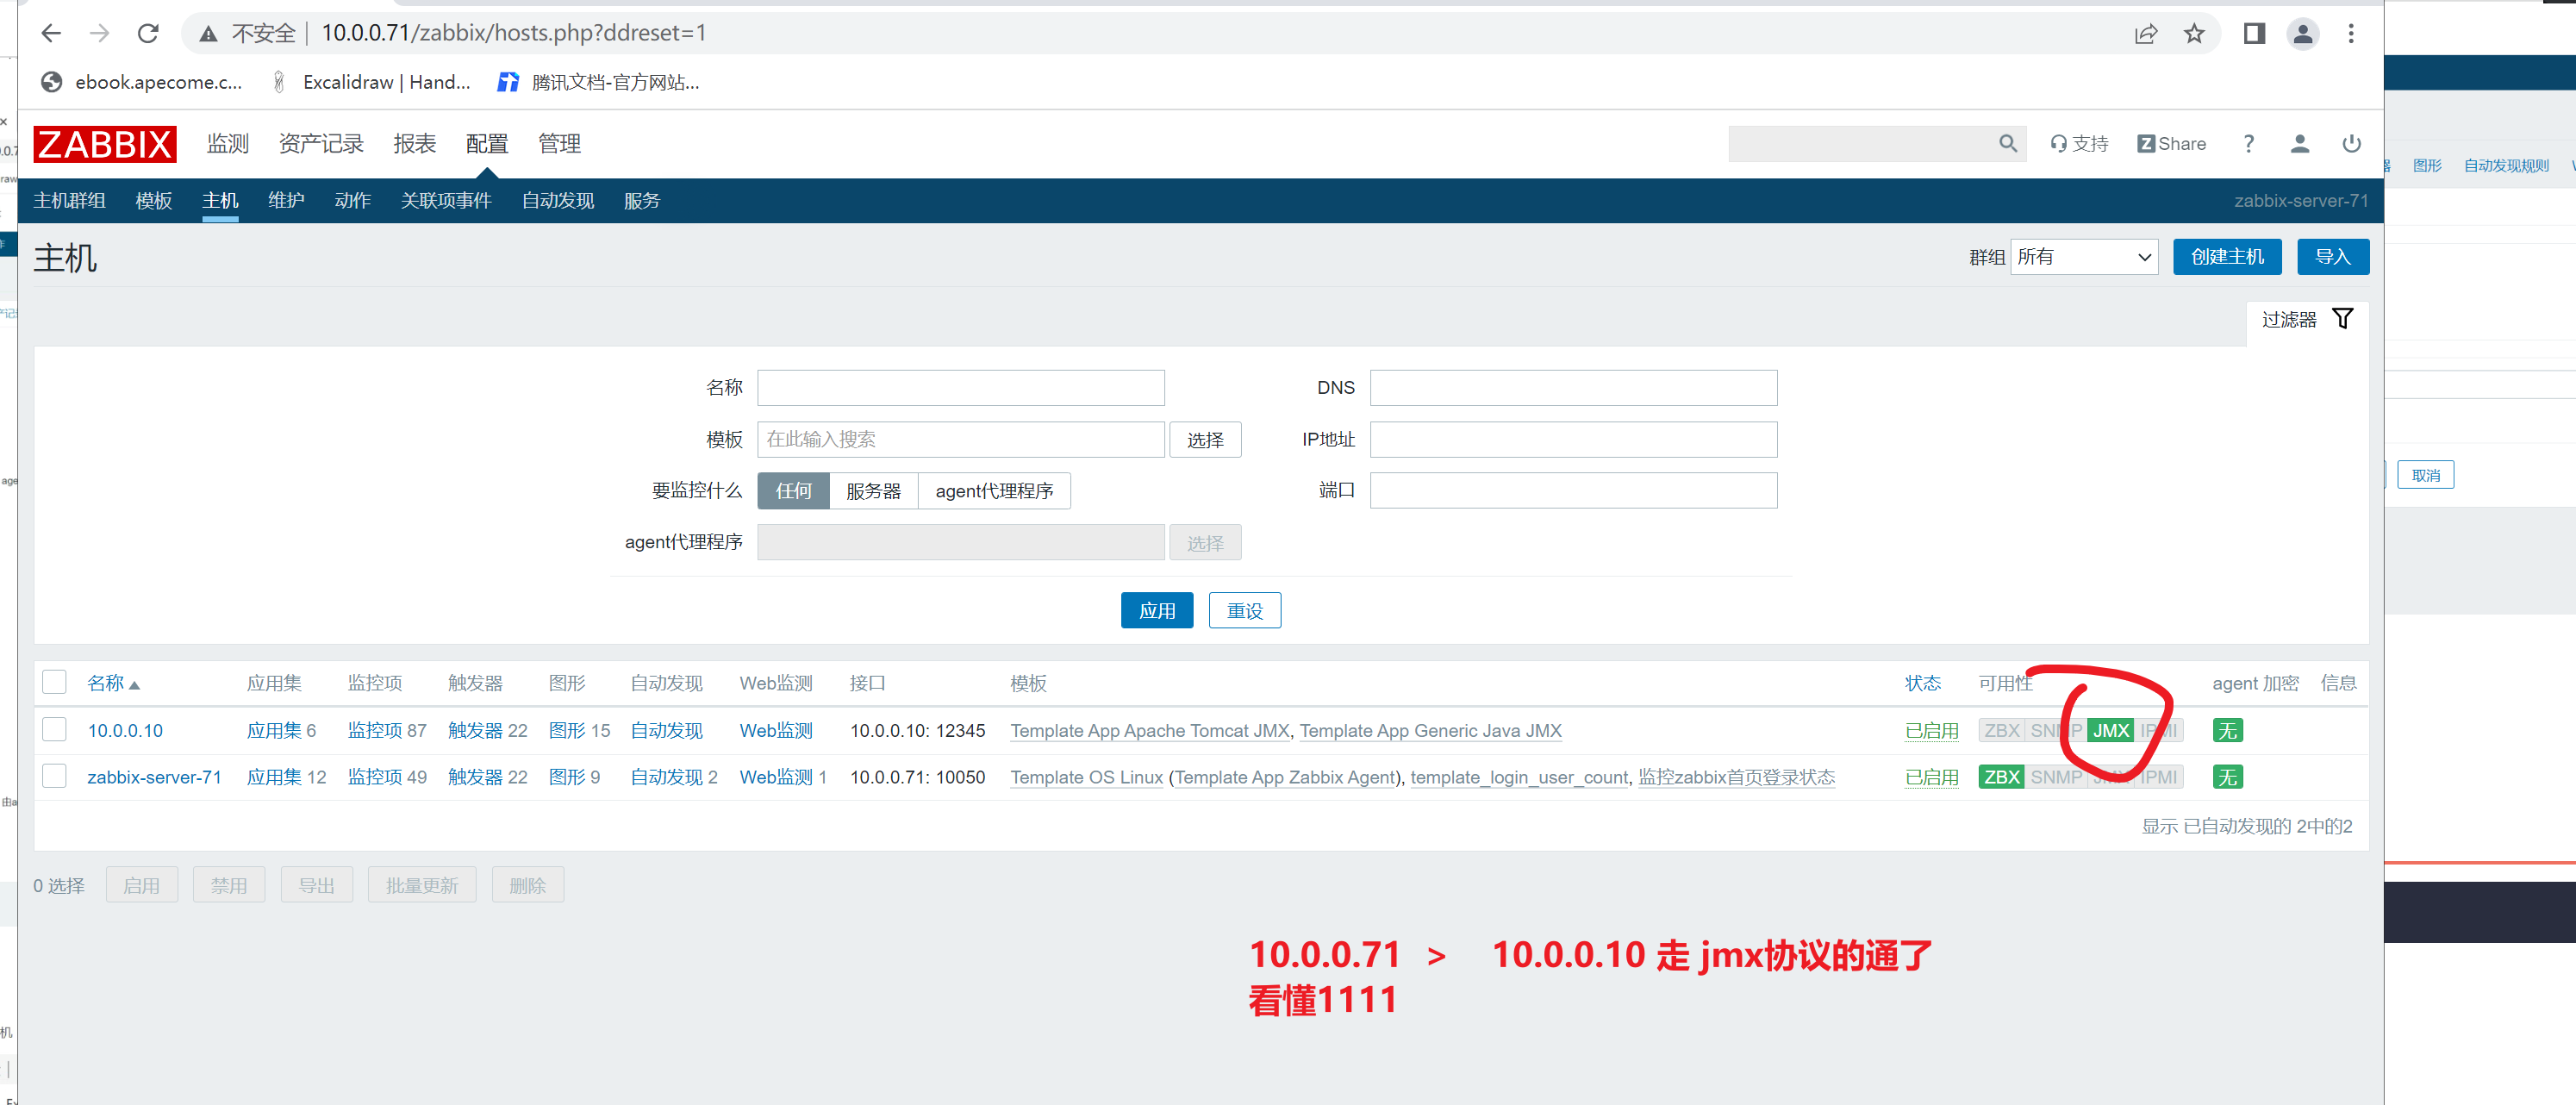 不安全 10.0.0.71/zabbix/hosts.php?ddreset=1
ebook.apecome.c... Excalidraw | Hand... 腾讯文档-官方网站...
ZABBIX 监测 资产记录 报表 配置 管理 支持 Z Share ?
主机群组 模板 主机 维护 动作 关联项事件 自动发现 服务 zabbix-server-71
图形 自动发现规则
主机 群组 所有 创建主机 导入
过滤器
名称 DNS
模板 在此输入搜索 选择 IP地址
要监控什么 任何 服务器 agent代理程序 端口
取消
agent代理程序 选择
应用 重设
名称 应用集 监控项 触发器 图形 自动发现 Web监测 接口 模板 状态 可用性 agent 加密 信息
10.0.0.10 应用集 6 监控项 87 触发器 22 图形 15 自动发现 Web监测 10.0.0.10: 12345 Template App Apache Tomcat JMX, Template App Generic Java JMX 已启用 ZBX SNMP JMX IPMI 无
zabbix-server-71 应用集 12 监控项 49 触发器 22 图形 9 自动发现 2 Web监测 1 10.0.0.71: 10050 Template OS Linux (Template App Zabbix Agent), template_login_user_count, 监控zabbix首页登录状态 已启用 ZBX SNMP JMX IPMI 无
显示 已自动发现的 2中的2
0 选择 启用 禁用 导出 批量更新 删除
10.0.0.71 > 10.0.0.10 走 jmx协议的通了
看懂1111